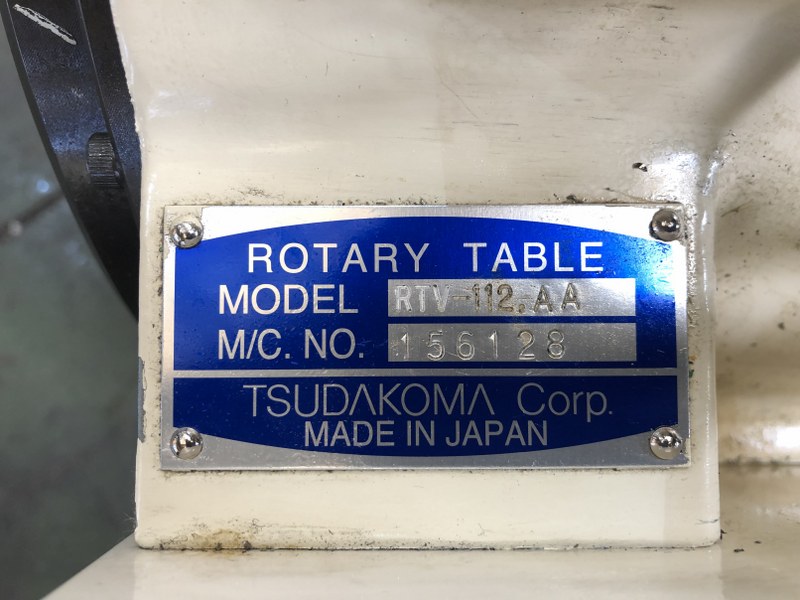 ROTARY TABLE
MODEL RTV-112,AA
M/C. NO. 156128
TSUDAKOMA Corp.
MADE IN JAPAN